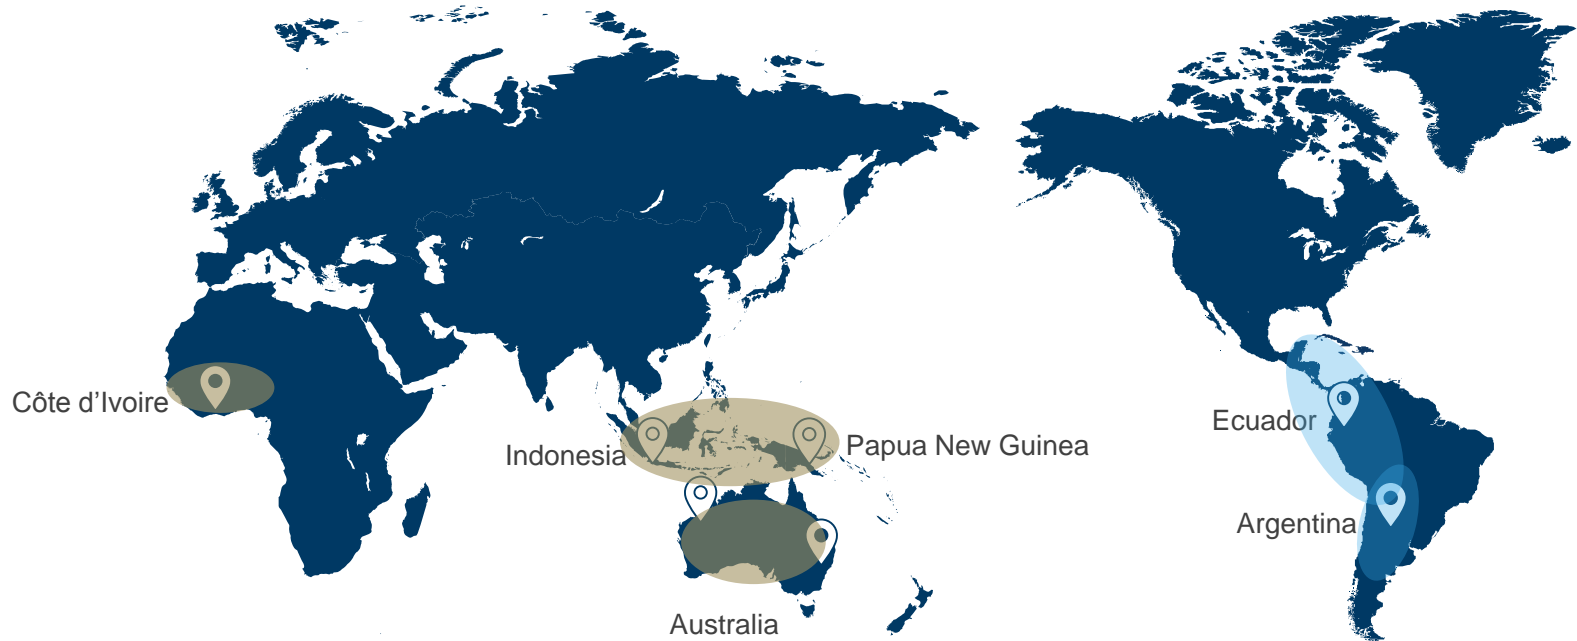 Côte d’Ivoire
Indonesia
Papua New Guinea
Ecuador
Argentina
Australia